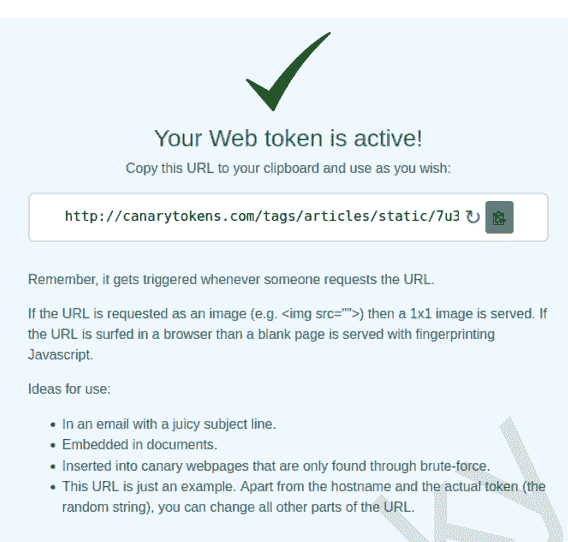 Your Web token is active!
Copy this URL to your clipboard and use as you wish:
http://canarytokens.com/tags/articles/static/7u3
Remember, it gets triggered whenever someone requests the URL.
If the URL is requested as an image (e.g. <img src="">) then a 1x1 image is served. If
the URL is surfed in a browser than a blank page is served with fingerprinting
Javascript.
Ideas for use:
• In an email with a juicy subject line.
• Embedded in documents.
• Inserted into canary webpages that are only found through brute-force.
• This URL is just an example. Apart from the hostname and the actual token (the
random string), you can change all other parts of the URL.